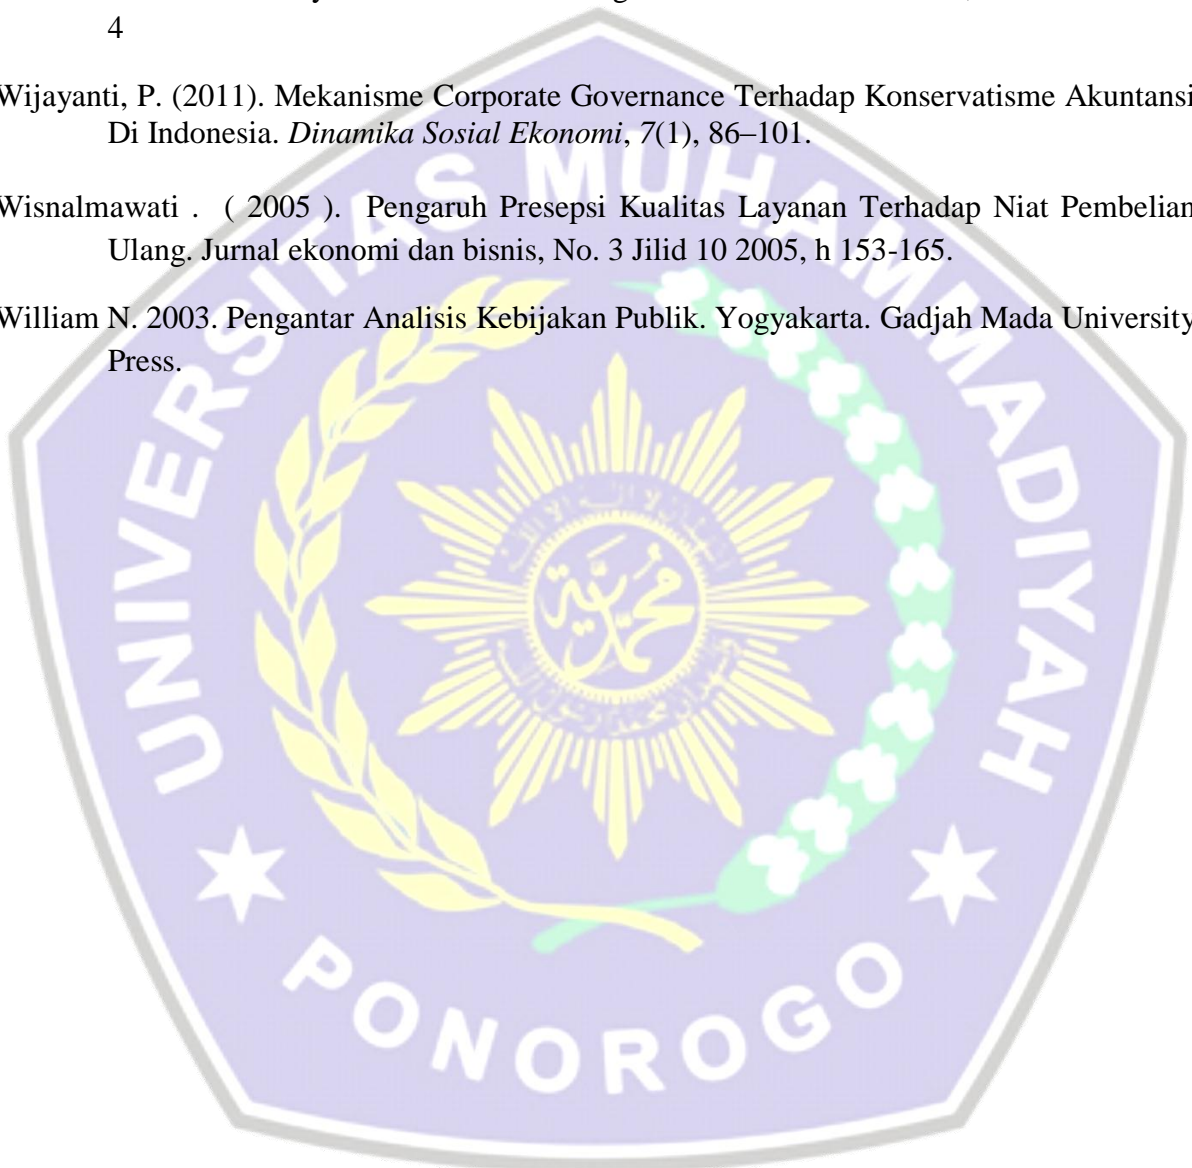 4
Wijayanti, P. (2011). Mekanisme Corporate Governance Terhadap Konservatisme Akuntansi
Di Indonesia. Dinamika Sosial Ekonomi, 7(1), 86–101.
Wisnalmawati . ( 2005 ). Pengaruh Presepsi Kualitas Layanan Terhadap Niat Pembelian
Ulang. Jurnal ekonomi dan bisnis, No. 3 Jilid 10 2005, h 153-165.
William N. 2003. Pengantar Analisis Kebijakan Publik. Yogyakarta. Gadjah Mada University
Press.
UNIVERSITAS MUHAMMADIYAH
PONOROGO
محمدية